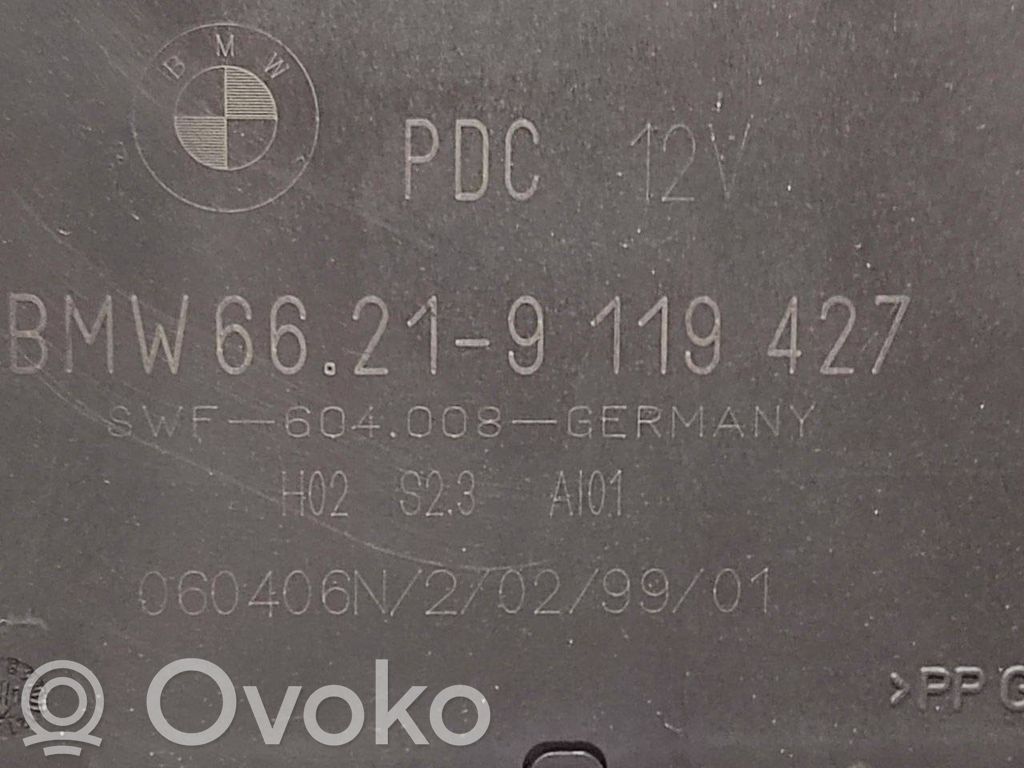 BMW
PDC 12V
BMW 66.21-9 119 427
SWF-604.008-GERMANY
H02 S2.3 AI01
060406N/2/02/99/01
>PP G
OVOKO